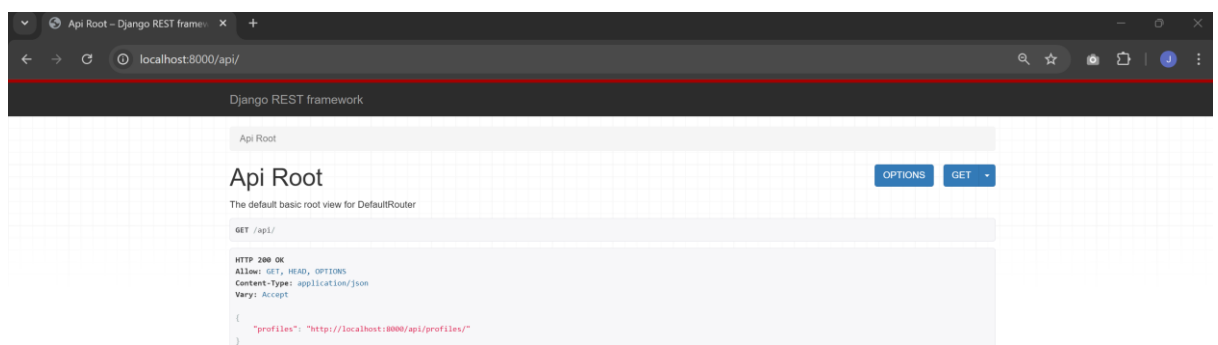 Api Root – Django REST framew
localhost:8000/api/
J
Django REST framework
Api Root
Api Root
OPTIONS
GET
The default basic root view for DefaultRouter
GET /api/
HTTP 200 OK
Allow: GET, HEAD, OPTIONS
Content-Type: application/json
Vary: Accept
{
"profiles": "http://localhost:8000/api/profiles/"
}